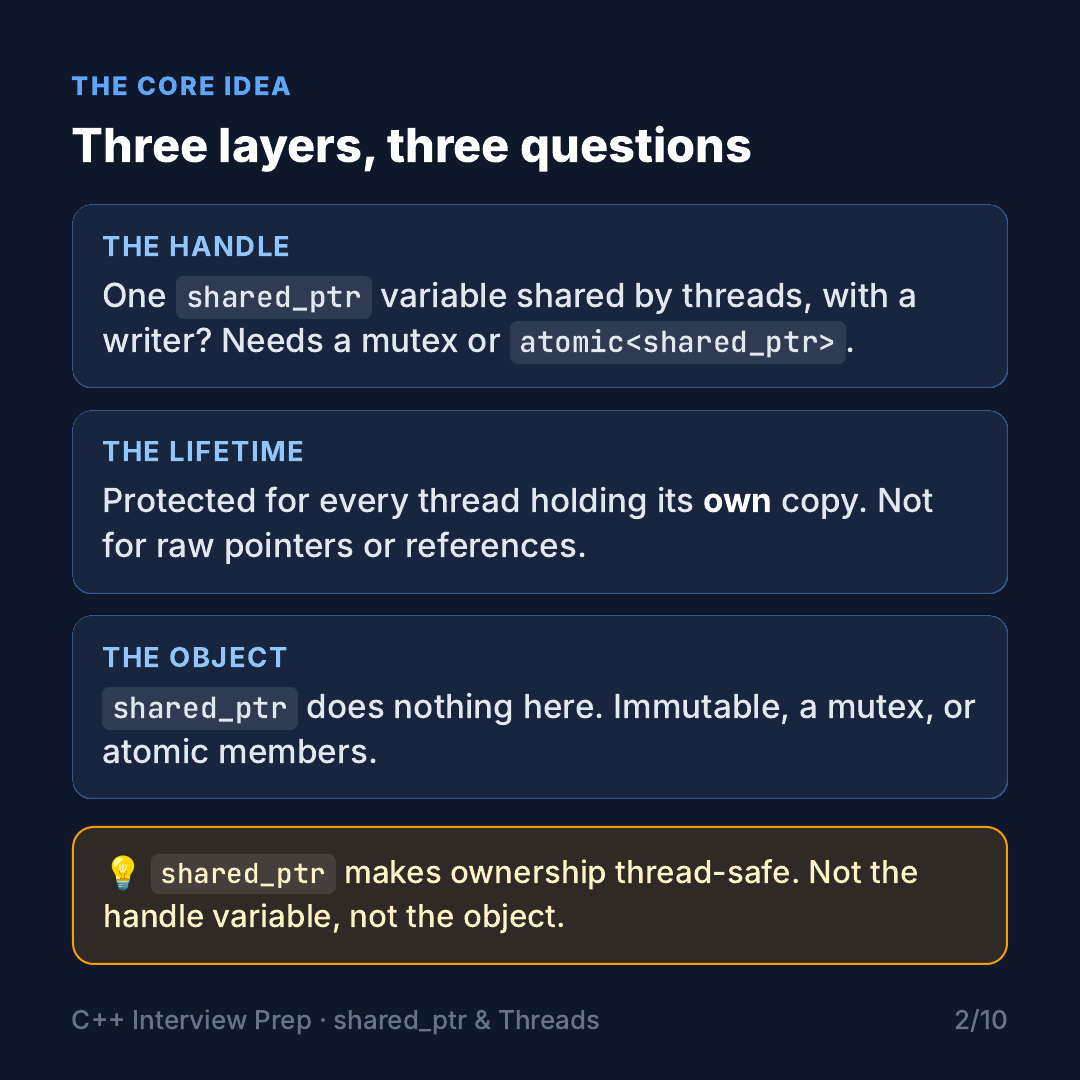 THE CORE IDEA
Three layers, three questions
THE HANDLE
One shared_ptr variable shared by threads, with a
writer? Needs a mutex or atomic<shared_ptr>.
THE LIFETIME
Protected for every thread holding its own copy. Not
for raw pointers or references.
THE OBJECT
shared_ptr does nothing here. Immutable, a mutex, or
atomic members.
💡 shared_ptr makes ownership thread-safe. Not the
handle variable, not the object.
C++ Interview Prep · shared_ptr & Threads
2/10